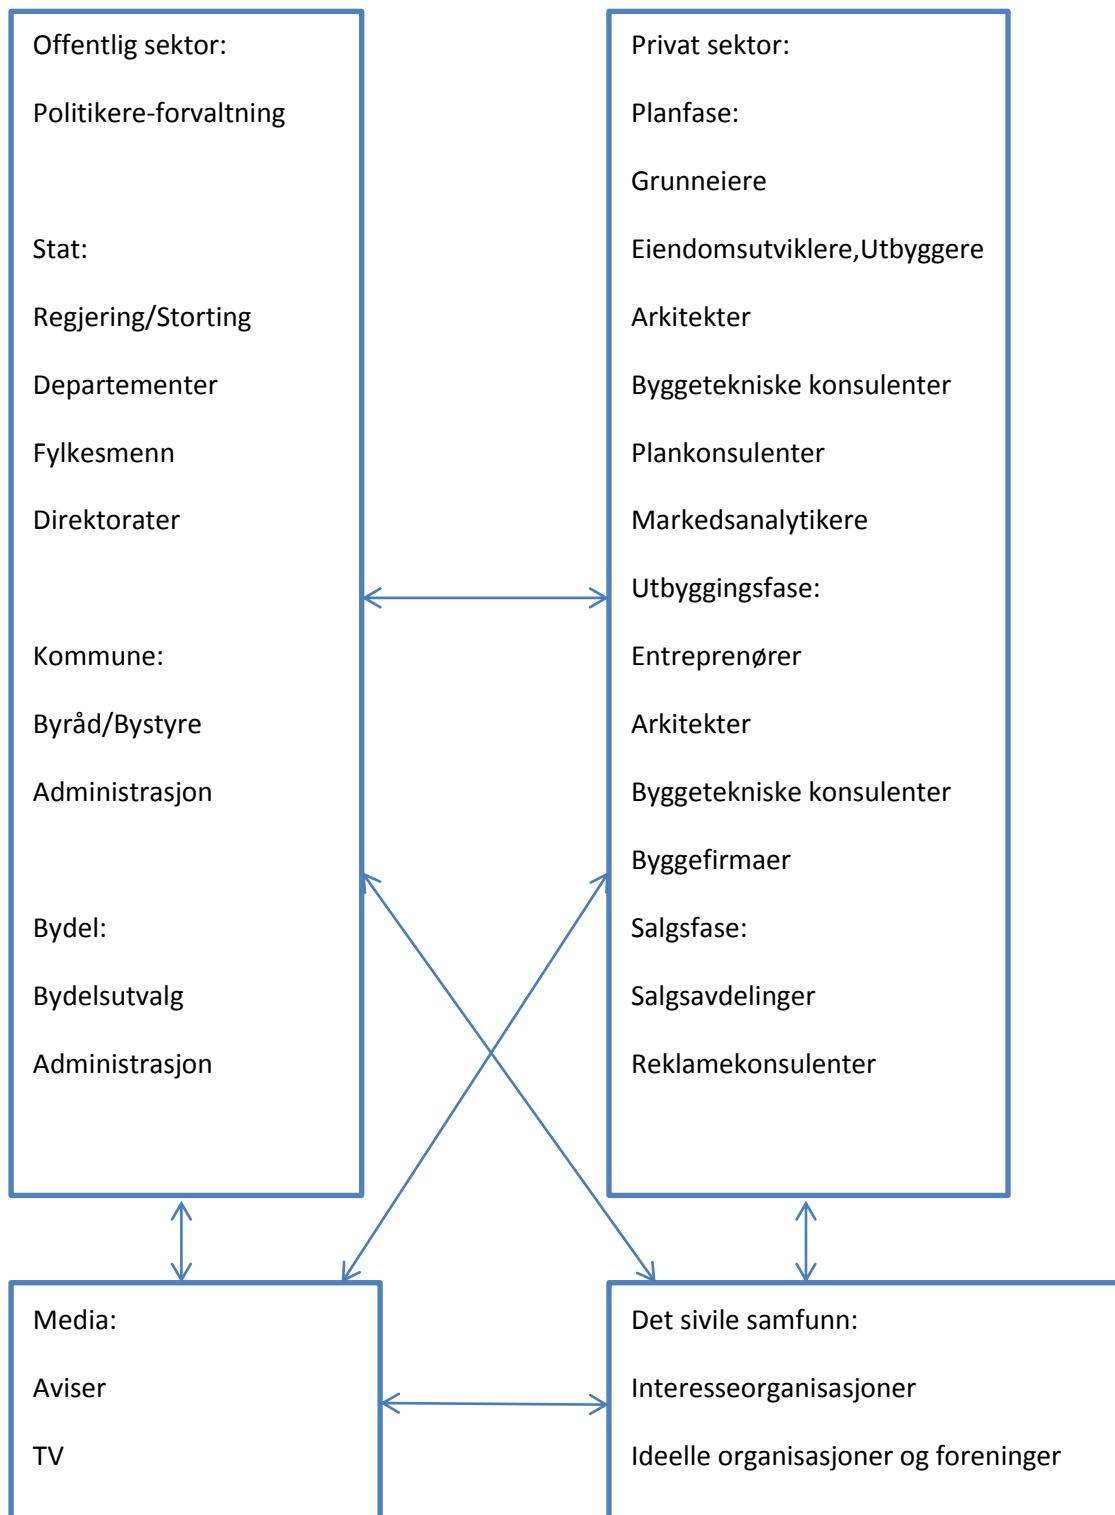 Offentlig sektor:
Politikere-forvaltning
Stat:
Regjering/Storting
Departementer
Fylkesmenn
Direktorater
Kommune:
Byråd/Bystyre
Administrasjon
Bydel:
Bydelsutvalg
Administrasjon
Privat sektor:
Planfase:
Grunneiere
Eiendomsutviklere,Utbyggere
Arkitekter
Byggetekniske konsulenter
Plankonsulenter
Markedsanalytikere
Utbyggingsfase:
Entreprenører
Arkitekter
Byggetekniske konsulenter
Byggefirmaer
Salgsfase:
Salgsavdelinger
Reklamekonsulenter
Media:
Aviser
TV
Det sivile samfunn:
Interesseorganisasjoner
Ideelle organisasjoner og foreninger